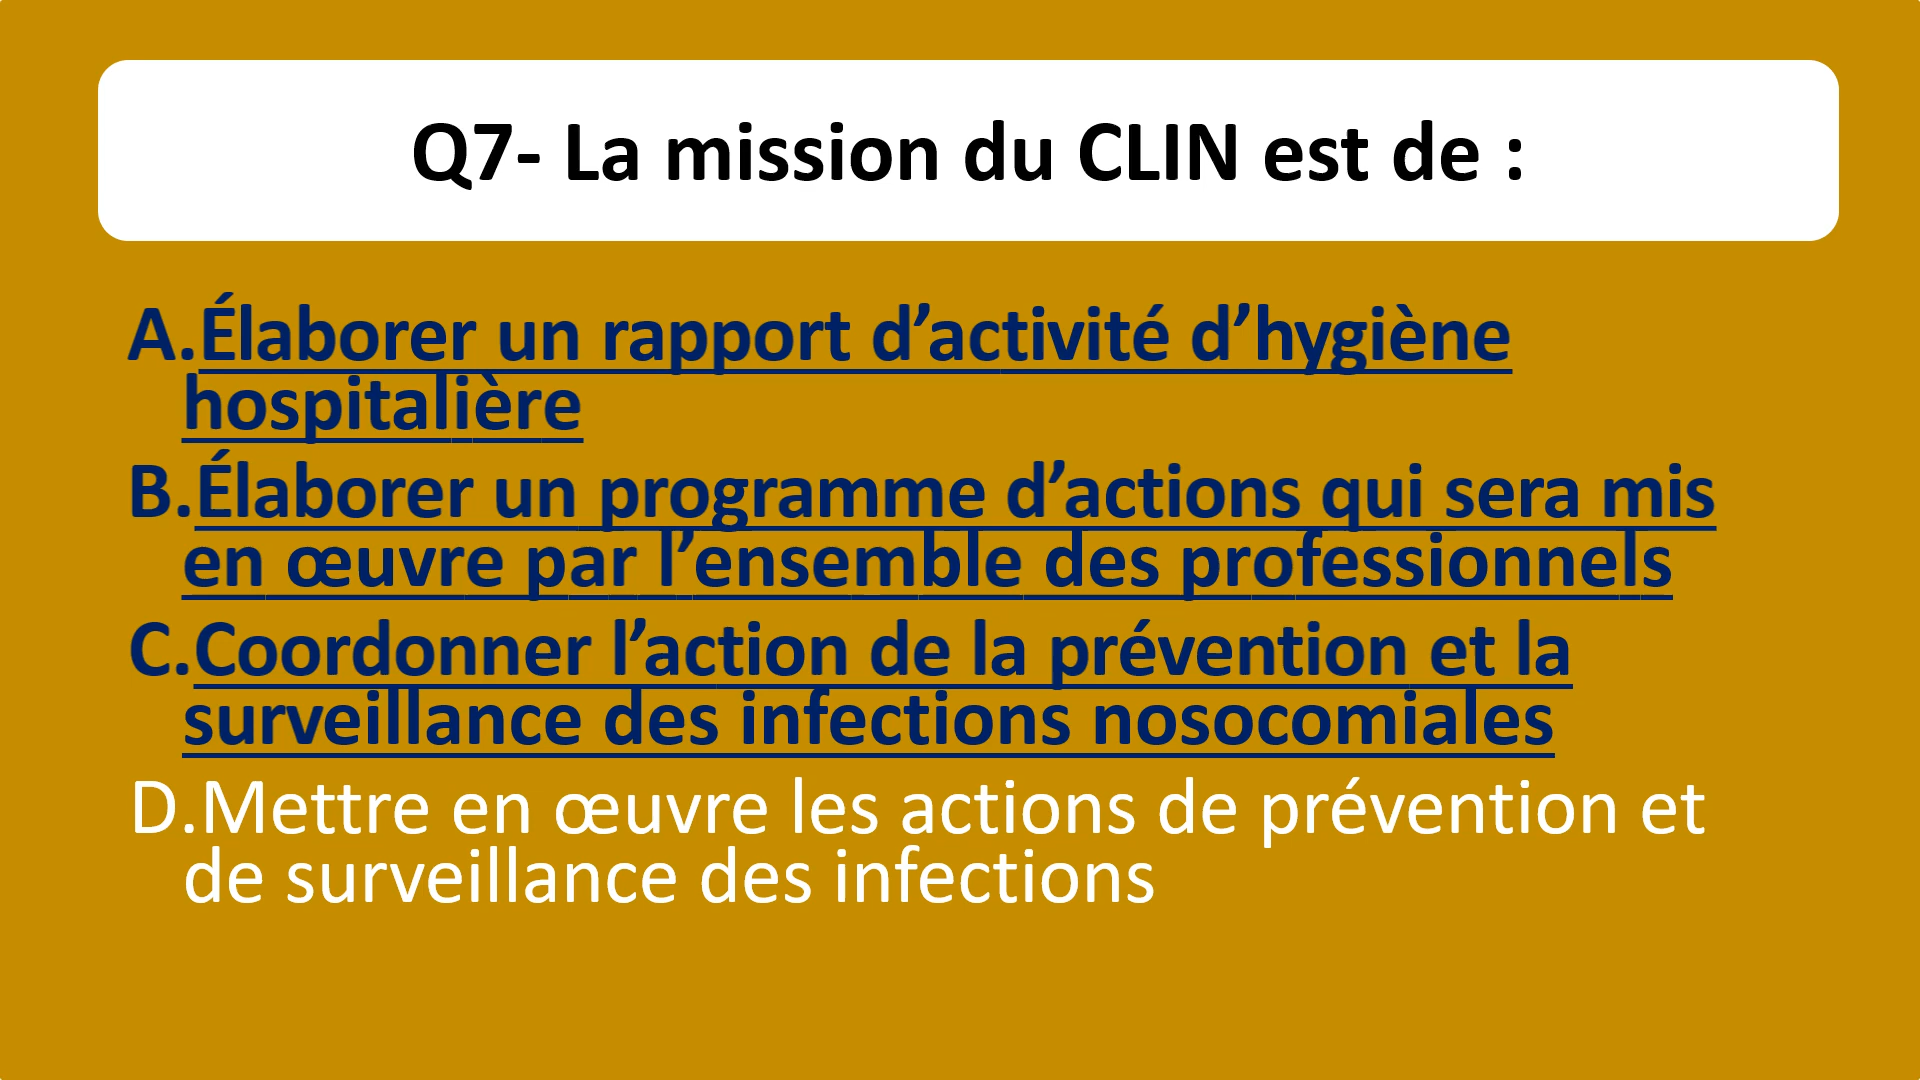 Q7- La mission du CLIN est de :
A.Élaborer un rapport d’activité d’hygiène
hospitalière
B.Élaborer un programme d’actions qui sera mis
en œuvre par l’ensemble des professionnels
C.Coordonner l’action de la prévention et la
surveillance des infections nosocomiales
D.Mettre en œuvre les actions de prévention et
de surveillance des infections